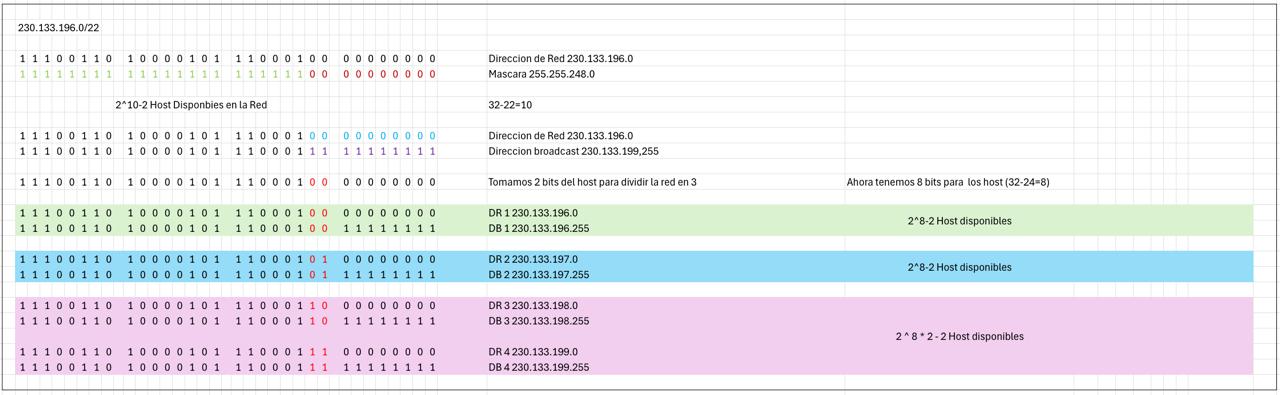 230.133.196.0/22
1 1 1 0 0 1 1 0 1 0 0 0 0 1 0 1 1 1 0 0 0 1 0 0 0 0 0 0 0 0 0 0 Direccion de Red 230.133.196.0
1 1 1 1 1 1 1 1 1 1 1 1 1 1 1 1 1 1 1 1 1 1 0 0 0 0 0 0 0 0 0 0 Mascara 255.255.248.0
2^10-2 Host Disponbies en la Red 32-22=10
1 1 1 0 0 1 1 0 1 0 0 0 0 1 0 1 1 1 0 0 0 1 0 0 0 0 0 0 0 0 0 0 Direccion de Red 230.133.196.0
1 1 1 0 0 1 1 0 1 0 0 0 0 1 0 1 1 1 0 0 0 1 1 1 1 1 1 1 1 1 1 1 Direccion broadcast 230.133.199,255
1 1 1 0 0 1 1 0 1 0 0 0 0 1 0 1 1 1 0 0 0 1 0 0 0 0 0 0 0 0 0 0 Tomamos 2 bits del host para dividir la red en 3 Ahora tenemos 8 bits para los host (32-24=8)
1 1 1 0 0 1 1 0 1 0 0 0 0 1 0 1 1 1 0 0 0 1 0 0 0 0 0 0 0 0 0 0 DR 1 230.133.196.0
2^8-2 Host disponibles
1 1 1 0 0 1 1 0 1 0 0 0 0 1 0 1 1 1 0 0 0 1 0 0 1 1 1 1 1 1 1 1 DB 1 230.133.196.255
1 1 1 0 0 1 1 0 1 0 0 0 0 1 0 1 1 1 0 0 0 1 0 1 0 0 0 0 0 0 0 0 DR 2 230.133.197.0
2^8-2 Host disponibles
1 1 1 0 0 1 1 0 1 0 0 0 0 1 0 1 1 1 0 0 0 1 0 1 1 1 1 1 1 1 1 1 DB 2 230.133.197.255
1 1 1 0 0 1 1 0 1 0 0 0 0 1 0 1 1 1 0 0 0 1 1 0 0 0 0 0 0 0 0 0 DR 3 230.133.198.0
1 1 1 0 0 1 1 0 1 0 0 0 0 1 0 1 1 1 0 0 0 1 1 0 1 1 1 1 1 1 1 1 DB 3 230.133.198.255
2 ^ 8 * 2 - 2 Host disponibles
1 1 1 0 0 1 1 0 1 0 0 0 0 1 0 1 1 1 0 0 0 1 1 1 0 0 0 0 0 0 0 0 DR 4 230.133.199.0
1 1 1 0 0 1 1 0 1 0 0 0 0 1 0 1 1 1 0 0 0 1 1 1 1 1 1 1 1 1 1 1 DB 4 230.133.199.255